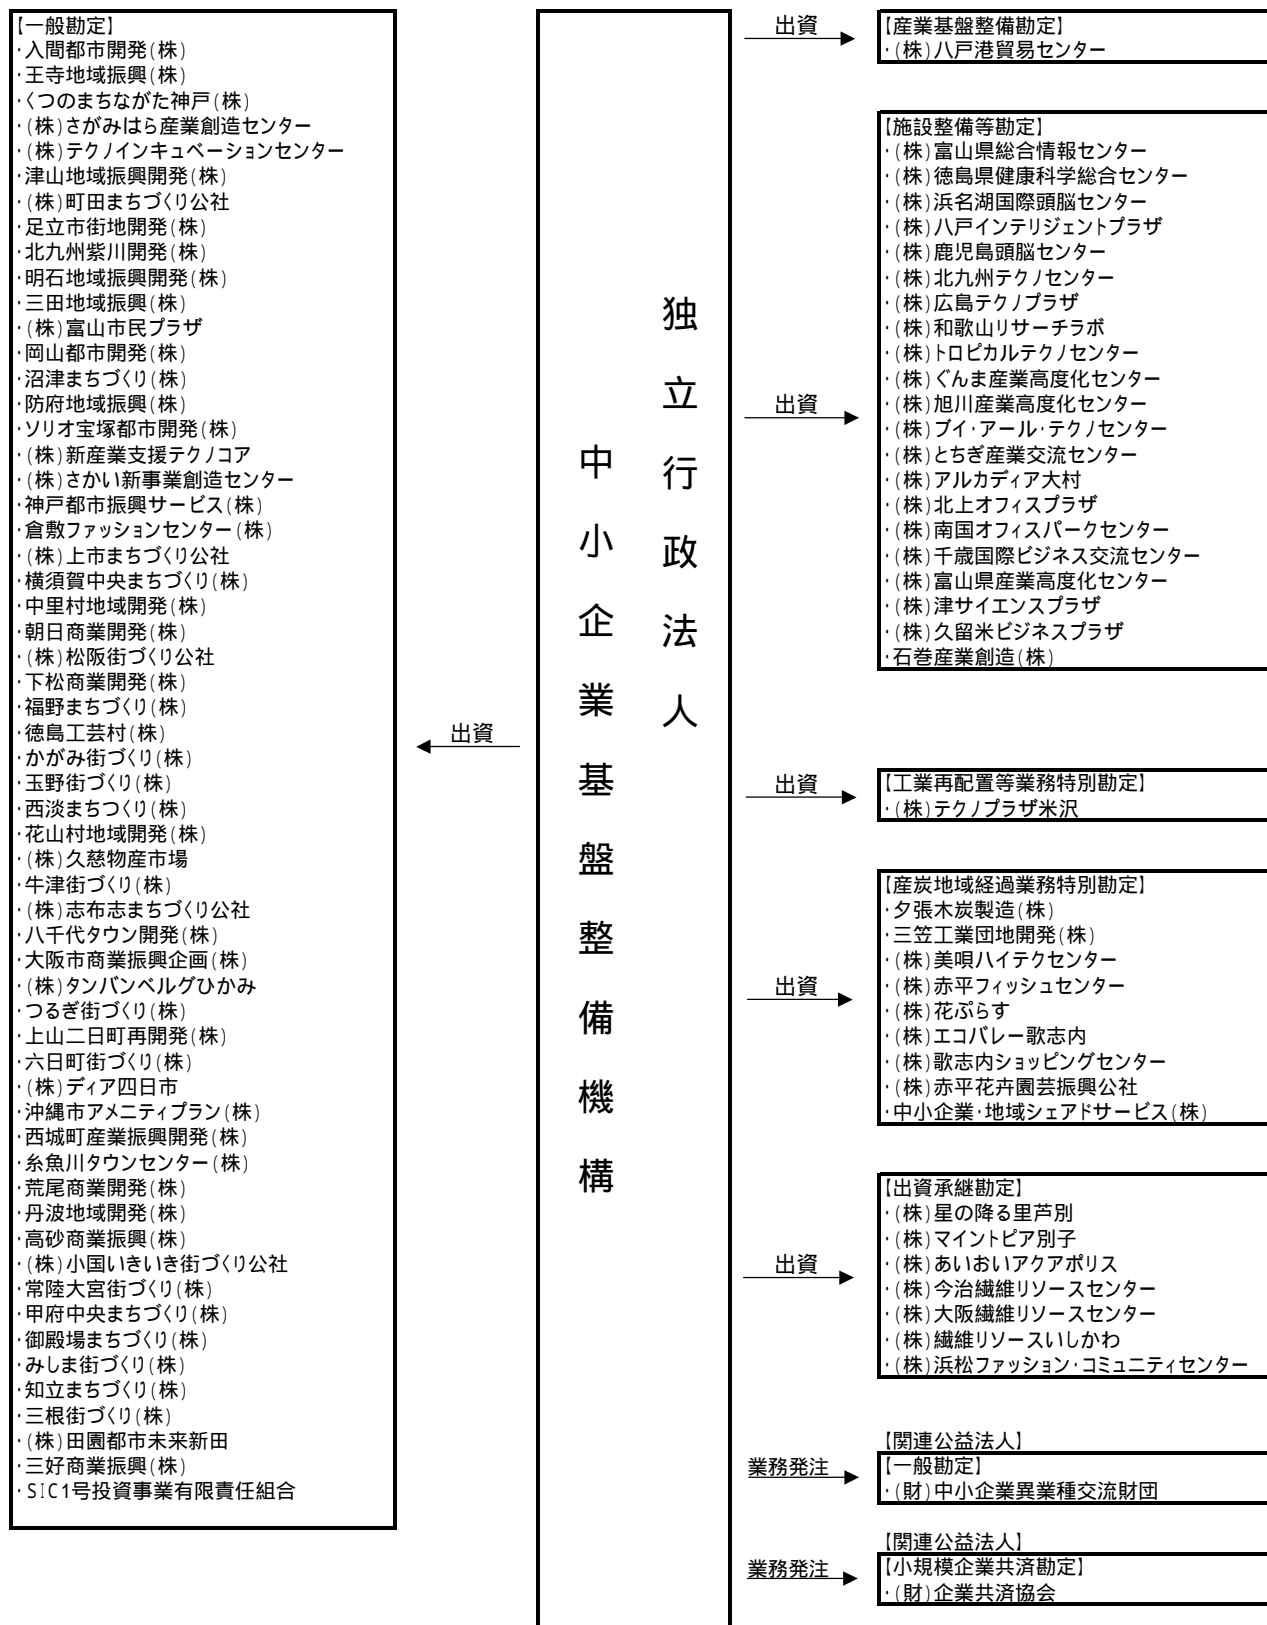 【一般勘定】
・入間都市開発(株)
・王寺地域振興(株)
・くつのまちながた神戸(株)
・(株)さがみはら産業創造センター
・(株)テクノインキュベーションセンター
・津山地域振興開発(株)
・(株)町田まちづくり公社
・足立市街地開発(株)
・北九州紫川開発(株)
・明石地域振興開発(株)
・三田地域振興(株)
・(株)富山市民プラザ
・岡山都市開発(株)
・沼津まちづくり(株)
・防府地域振興(株)
・ソリオ宝塚都市開発(株)
・(株)新産業支援テクノコア
・(株)さかい新事業創造センター
・神戸都市振興サービス(株)
・倉敷ファッションセンター(株)
・(株)上市まちづくり公社
・横須賀中央まちづくり(株)
・中里村地域開発(株)
・朝日商業開発(株)
・(株)松阪街づくり公社
・下松商業開発(株)
・福野まちづくり(株)
・徳島工芸村(株)
・かがみ街づくり(株)
・玉野街づくり(株)
・西淡まちつくり(株)
・花山村地域開発(株)
・(株)久慈物産市場
・牛津街づくり(株)
・(株)志布志まちづくり公社
・八千代タウン開発(株)
・大阪市商業振興企画(株)
・(株)タンバンベルグひかみ
・つるぎ街づくり(株)
・上山二日町再開発(株)
・六日町街づくり(株)
・(株)ディア四日市
・沖縄市アメニティプラン(株)
・西城町産業振興開発(株)
・糸魚川タウンセンター(株)
・荒尾商業開発(株)
・丹波地域開発(株)
・高砂商業振興(株)
・(株)小国いきいき街づくり公社
・常陸大宮街づくり(株)
・甲府中央まちづくり(株)
・御殿場まちづくり(株)
・みしま街づくり(株)
・知立まちづくり(株)
・三根街づくり(株)
・(株)田園都市未来新田
・三好商業振興(株)
・SIC1号投資事業有限責任組合
出資
独立行政法人
中小企業基盤整備機構
出資
【産業基盤整備勘定】
・(株)八戸港貿易センター
出資
【施設整備等勘定】
・(株)富山県総合情報センター
・(株)徳島県健康科学総合センター
・(株)浜名湖国際頭脳センター
・(株)八戸インテリジェントプラザ
・(株)鹿児島頭脳センター
・(株)北九州テクノセンター
・(株)広島テクノプラザ
・(株)和歌山リサーチラボ
・(株)トロピカルテクノセンター
・(株)ぐんま産業高度化センター
・(株)旭川産業高度化センター
・(株)ブイ・アール・テクノセンター
・(株)とちぎ産業交流センター
・(株)アルカディア大村
・(株)北上オフィスプラザ
・(株)南国オフィスパークセンター
・(株)千歳国際ビジネス交流センター
・(株)富山県産業高度化センター
・(株)津サイエンスプラザ
・(株)久留米ビジネスプラザ
・石巻産業創造(株)
出資
【工業再配置等業務特別勘定】
・(株)テクノプラザ米沢
出資
【産炭地域経過業務特別勘定】
・夕張木炭製造(株)
・三笠工業団地開発(株)
・(株)美唄ハイテクセンター
・(株)赤平フィッシュセンター
・(株)花ぷらす
・(株)エコバレー歌志内
・(株)歌志内ショッピングセンター
・(株)赤平花卉園芸振興公社
・中小企業・地域シェアドサービス(株)
出資
【出資承継勘定】
・(株)星の降る里芦別
・(株)マイントピア別子
・(株)あいおいアクアポリス
・(株)今治繊維リソースセンター
・(株)大阪繊維リソースセンター
・(株)繊維リソースいしかわ
・(株)浜松ファッション・コミュニティセンター
業務発注
【関連公益法人】
【一般勘定】
・(財)中小企業異業種交流財団
業務発注
【関連公益法人】
【小規模企業共済勘定】
・(財)企業共済協会